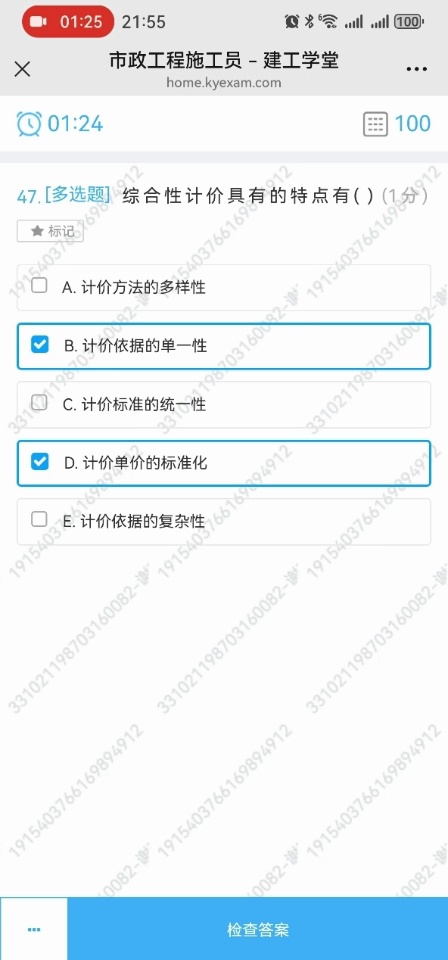 01:25 21:55 6 100
市政工程施工员 – 建工学堂
home.kyexam.com
01:24 100
47.[多选题] 综合性计价具有的特点有( ) (1分)
★ 标记
A. 计价方法的多样性
B. 计价依据的单一性
C. 计价标准的统一性
D. 计价单价的标准化
E. 计价依据的复杂性
检查答案
1915403766169894912
331021198703160082-谢